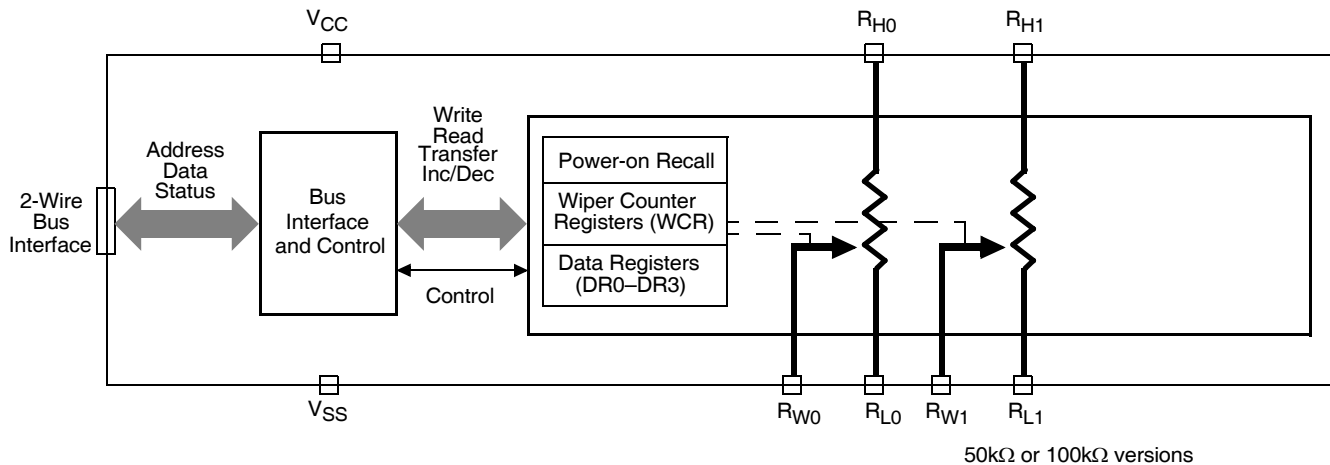 VCC
RH0
RH1
Address
Data
Status
Write
Read
Transfer
Inc/Dec
2-Wire
Bus
Interface
Bus
Interface
and Control
Power-on Recall
Wiper Counter
Registers (WCR)
Data Registers
(DR0–DR3)
Control
VSS
RW0
RL0
RW1
RL1
50kΩ or 100kΩ versions